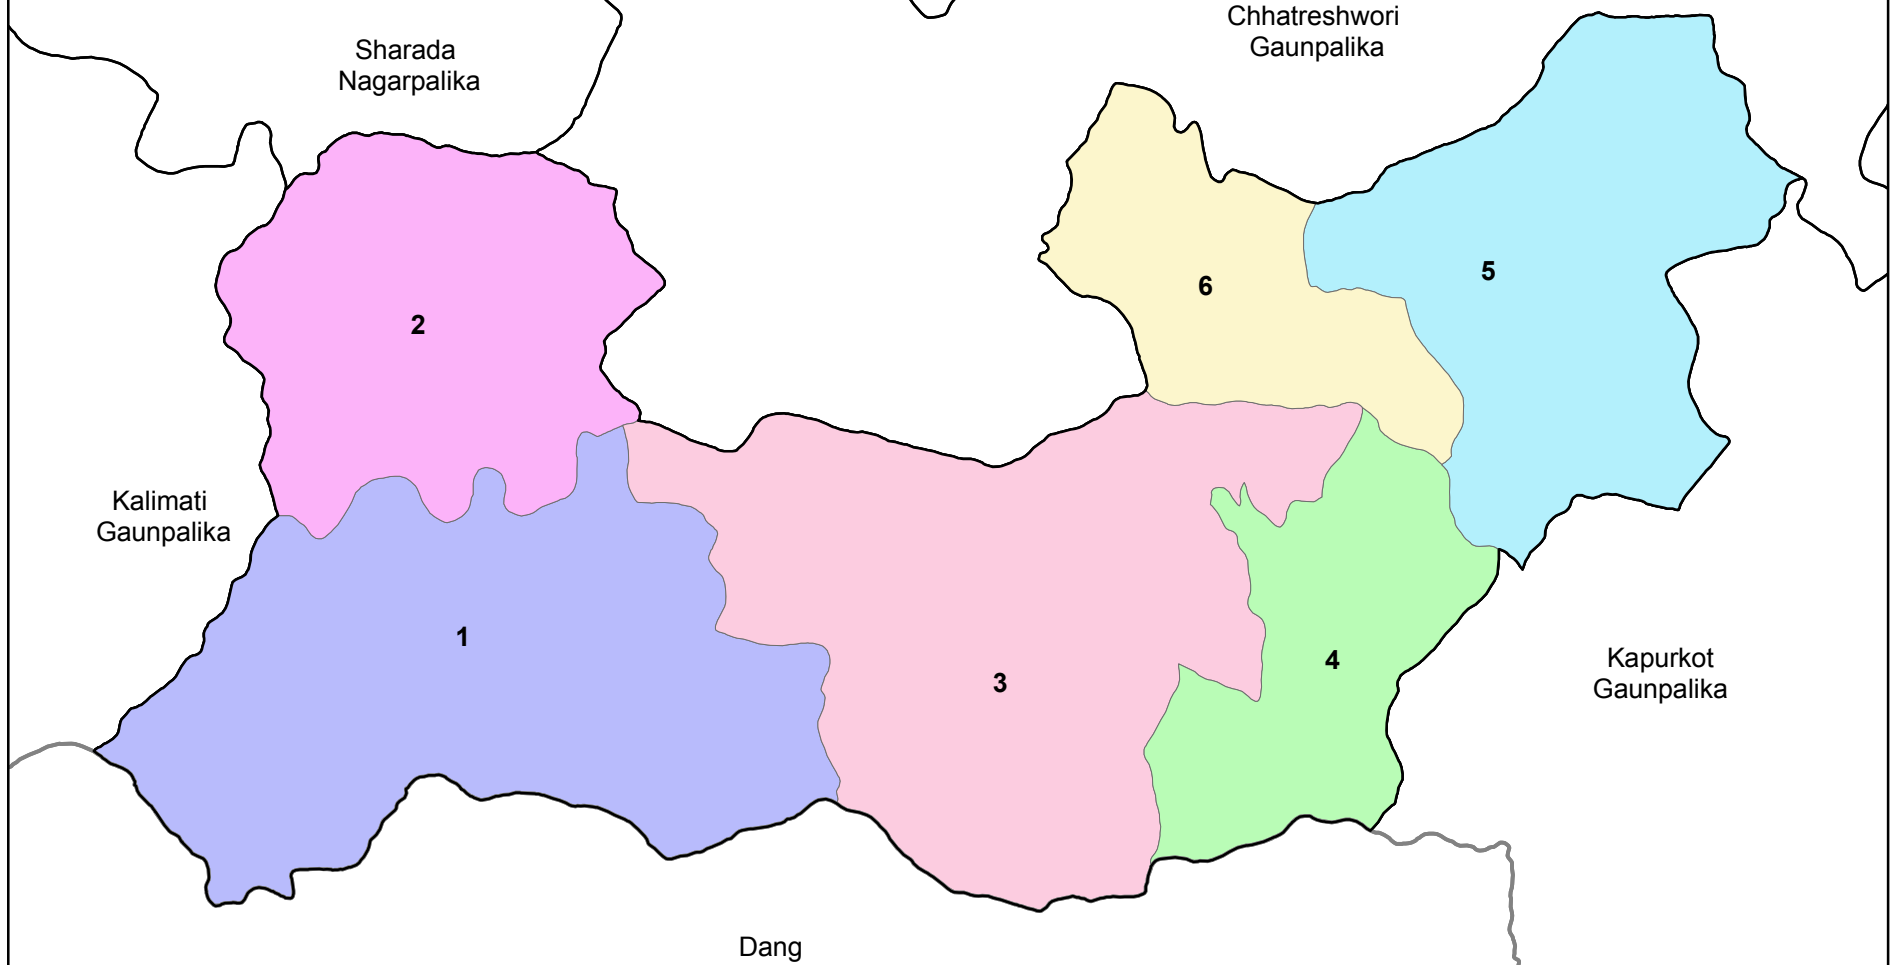 Chhatreshwori
Gaunpalika
Sharada
Nagarpalika
5
6
2
Kalimati
Gaunpalika
1
4
Kapurkot
Gaunpalika
3
Dang